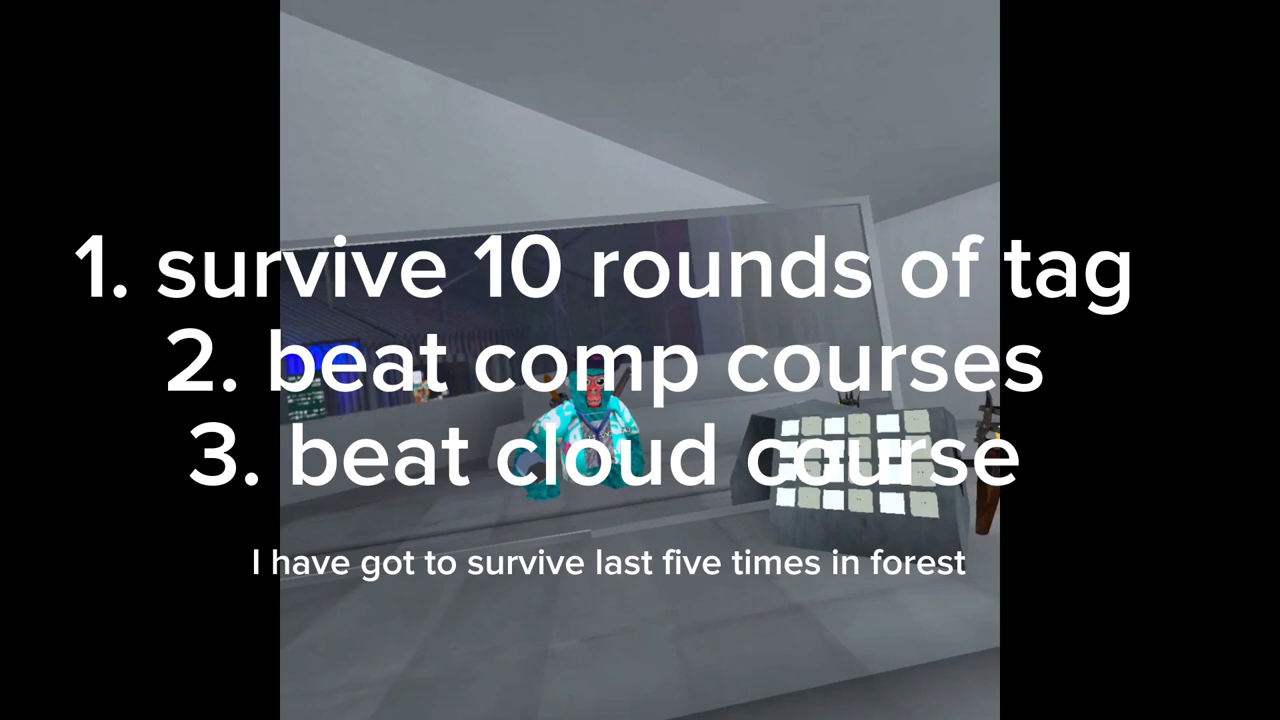 1. survive 10 rounds of tag
2. beat comp courses
3. beat cloud course
I have got to survive last five times in forest